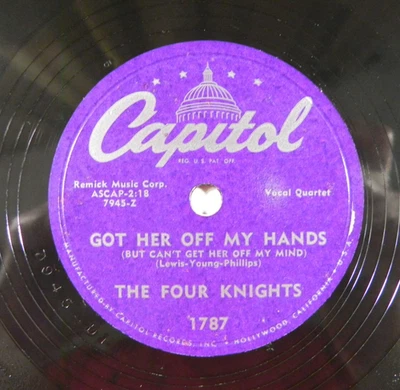 Capitol
REG. U.S. PAT. OFF.
Remick Music Corp.
ASCAP-2:18
7945-Z
Vocal Quartet
GOT HER OFF MY HANDS
(BUT CAN'T GET HER OFF MY MIND)
(Lewis-Young-Phillips)
THE FOUR KNIGHTS
1787
MANUFACTURED BY CAPITOL RECORDS, INC. • HOLLYWOOD, CALIFORNIA • U.S.A.